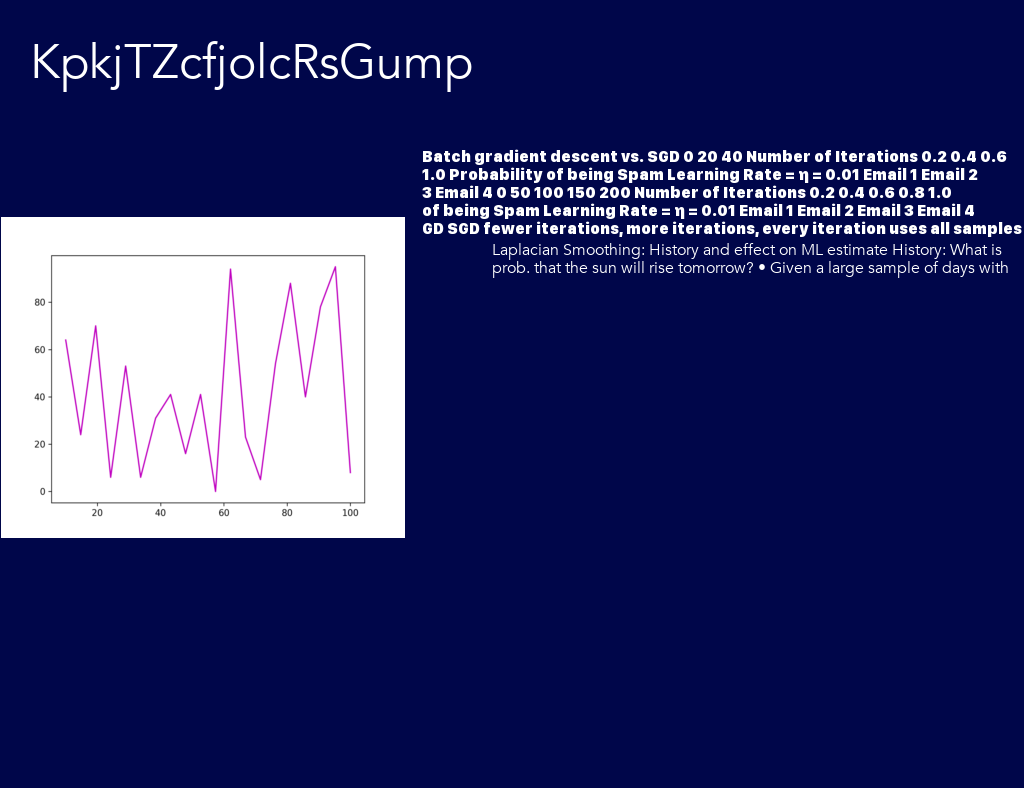 KpkjTZcfjolcRsGump
Batch gradient descent vs. SGD 0 20 40 Number of Iterations 0.2 0.4 0.6
1.0 Probability of being Spam Learning Rate = η = 0.01 Email 1 Email 2
3 Email 4 0 50 100 150 200 Number of Iterations 0.2 0.4 0.6 0.8 1.0
of being Spam Learning Rate = η = 0.01 Email 1 Email 2 Email 3 Email 4
GD SGD fewer iterations, more iterations, every iteration uses all samples
Laplacian Smoothing: History and effect on ML estimate History: What is
prob. that the sun will rise tomorrow? • Given a large sample of days with
80
60
40
20
0
20 40 60 80 100